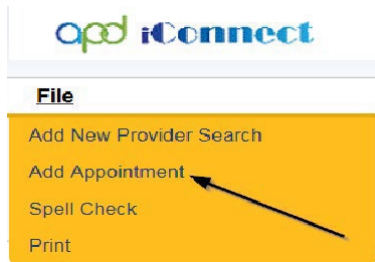 apd iConnect
File
Add New Provider Search
Add Appointment
Spell Check
Print